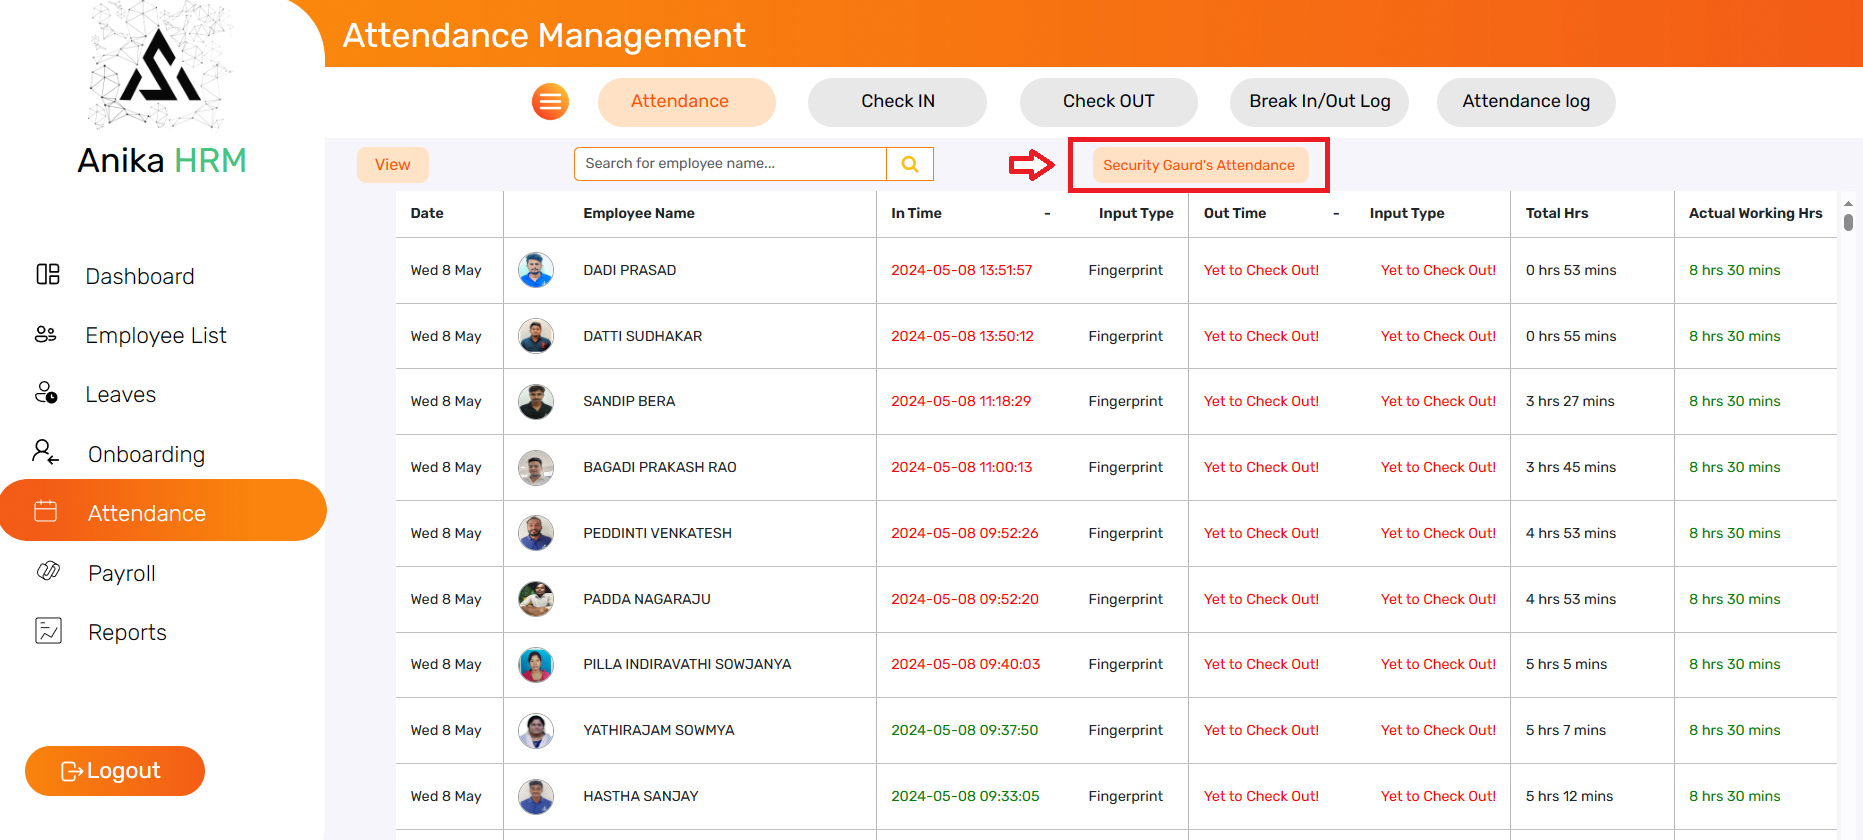 Attendance Management
Anika HRM
Attendance
Check IN
Check OUT
Break In/Out Log
Attendance log
View
Search for employee name...
Security Gaurd's Attendance
Dashboard
Employee List
Leaves
Onboarding
Attendance
Payroll
Reports
Logout
Date Employee Name In Time - Input Type Out Time - Input Type Total Hrs Actual Working Hrs
Wed 8 May DADI PRASAD 2024-05-08 13:51:57 Fingerprint Yet to Check Out! Yet to Check Out! 0 hrs 53 mins 8 hrs 30 mins
Wed 8 May DATTI SUDHAKAR 2024-05-08 13:50:12 Fingerprint Yet to Check Out! Yet to Check Out! 0 hrs 55 mins 8 hrs 30 mins
Wed 8 May SANDIP BERA 2024-05-08 11:18:29 Fingerprint Yet to Check Out! Yet to Check Out! 3 hrs 27 mins 8 hrs 30 mins
Wed 8 May BAGADI PRAKASH RAO 2024-05-08 11:00:13 Fingerprint Yet to Check Out! Yet to Check Out! 3 hrs 45 mins 8 hrs 30 mins
Wed 8 May PEDDINTI VENKATESH 2024-05-08 09:52:26 Fingerprint Yet to Check Out! Yet to Check Out! 4 hrs 53 mins 8 hrs 30 mins
Wed 8 May PADDA NAGARAJU 2024-05-08 09:52:20 Fingerprint Yet to Check Out! Yet to Check Out! 4 hrs 53 mins 8 hrs 30 mins
Wed 8 May PILLA INDIRAVATHI SOWJANYA 2024-05-08 09:40:03 Fingerprint Yet to Check Out! Yet to Check Out! 5 hrs 5 mins 8 hrs 30 mins
Wed 8 May YATHIRAJAM SOWMYA 2024-05-08 09:37:50 Fingerprint Yet to Check Out! Yet to Check Out! 5 hrs 7 mins 8 hrs 30 mins
Wed 8 May HASTHA SANJAY 2024-05-08 09:33:05 Fingerprint Yet to Check Out! Yet to Check Out! 5 hrs 12 mins 8 hrs 30 mins